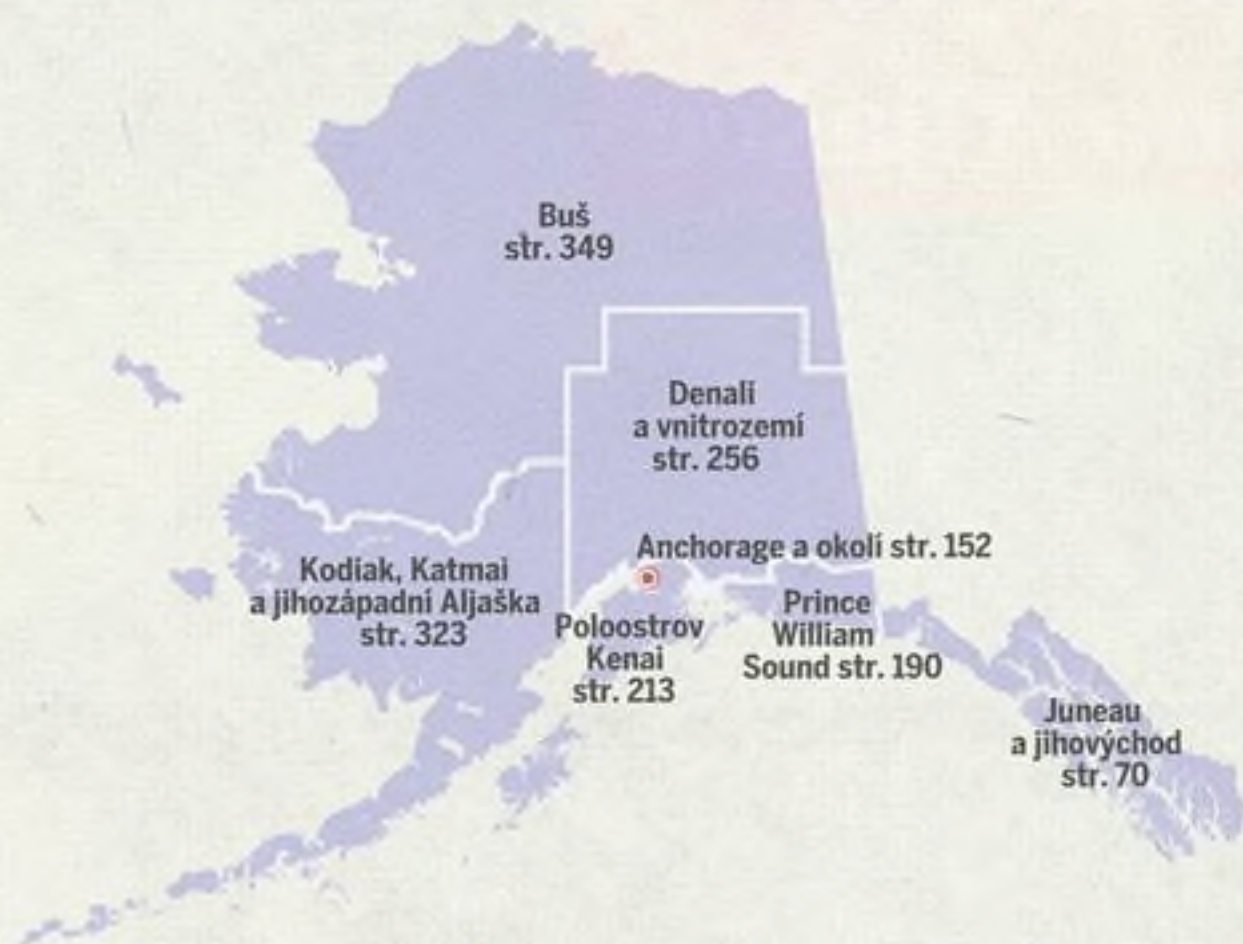 Buš
str. 349
Denali
a vnitrozemí
str. 256
Anchorage a okolí str. 152
Kodiak, Katmai
a jihozápadní Aljaška
str. 323
Poloostrov
Kenai
str. 213
Prince
William
Sound str. 190
Juneau
a jihovýchod
str. 70